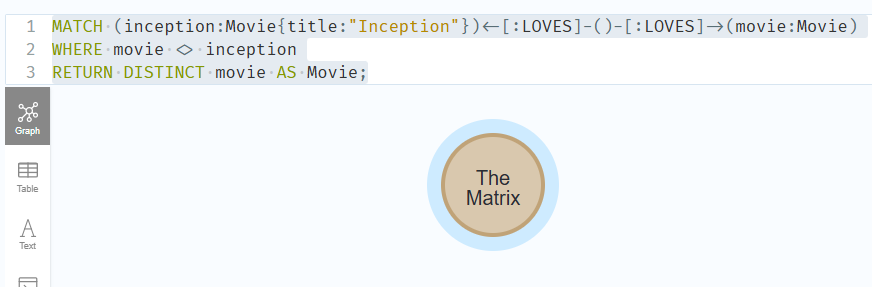 1 MATCH (inception:Movie{title:"Inception"})<-[:LOVES]-()-[:LOVES]->(movie:Movie)
2 WHERE movie <> inception
3 RETURN DISTINCT movie AS Movie;
Graph
Table
Text
The
Matrix